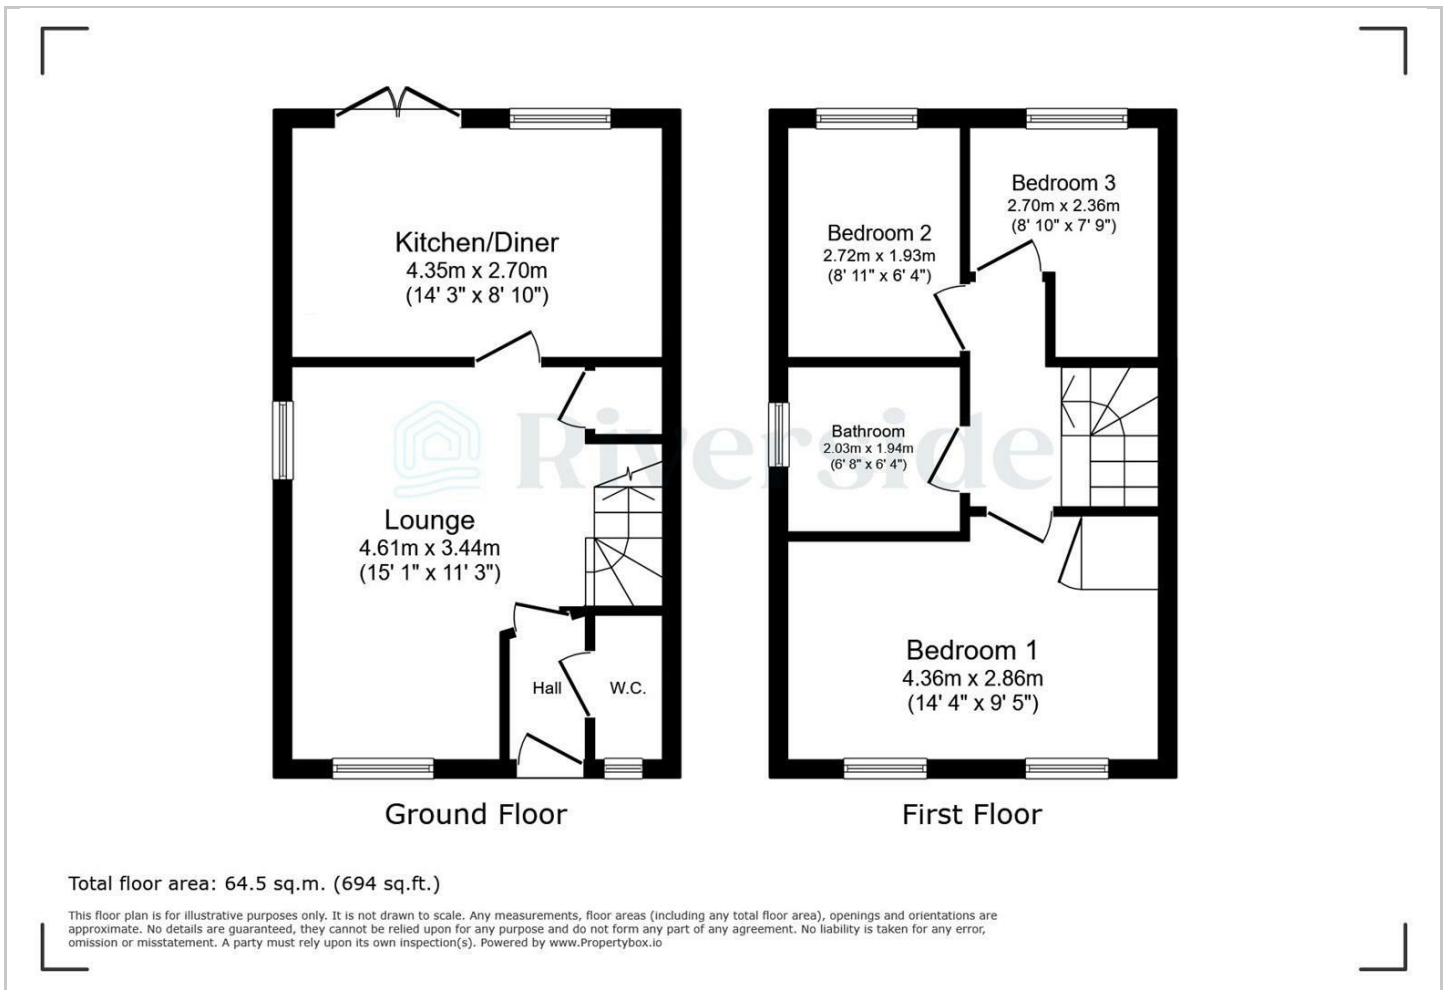 Kitchen/Diner
4.35m x 2.70m
(14' 3" x 8' 10")
Lounge
4.61m x 3.44m
(15' 1" x 11' 3")
Hall
W.C.
Ground Floor
Bedroom 2
2.72m x 1.93m
(8' 11" x 6' 4")
Bedroom 3
2.70m x 2.36m
(8' 10" x 7' 9")
Bathroom
2.03m x 1.94m
(6' 8" x 6' 4")
Bedroom 1
4.36m x 2.86m
(14' 4" x 9' 5")
First Floor
Riverside
Total floor area: 64.5 sq.m. (694 sq.ft.)
This floor plan is for illustrative purposes only. It is not drawn to scale. Any measurements, floor areas (including any total floor area), openings and orientations are
approximate. No details are guaranteed, they cannot be relied upon for any purpose and do not form any part of any agreement. No liability is taken for any error,
omission or misstatement. A party must rely upon its own inspection(s). Powered by www.Propertybox.io